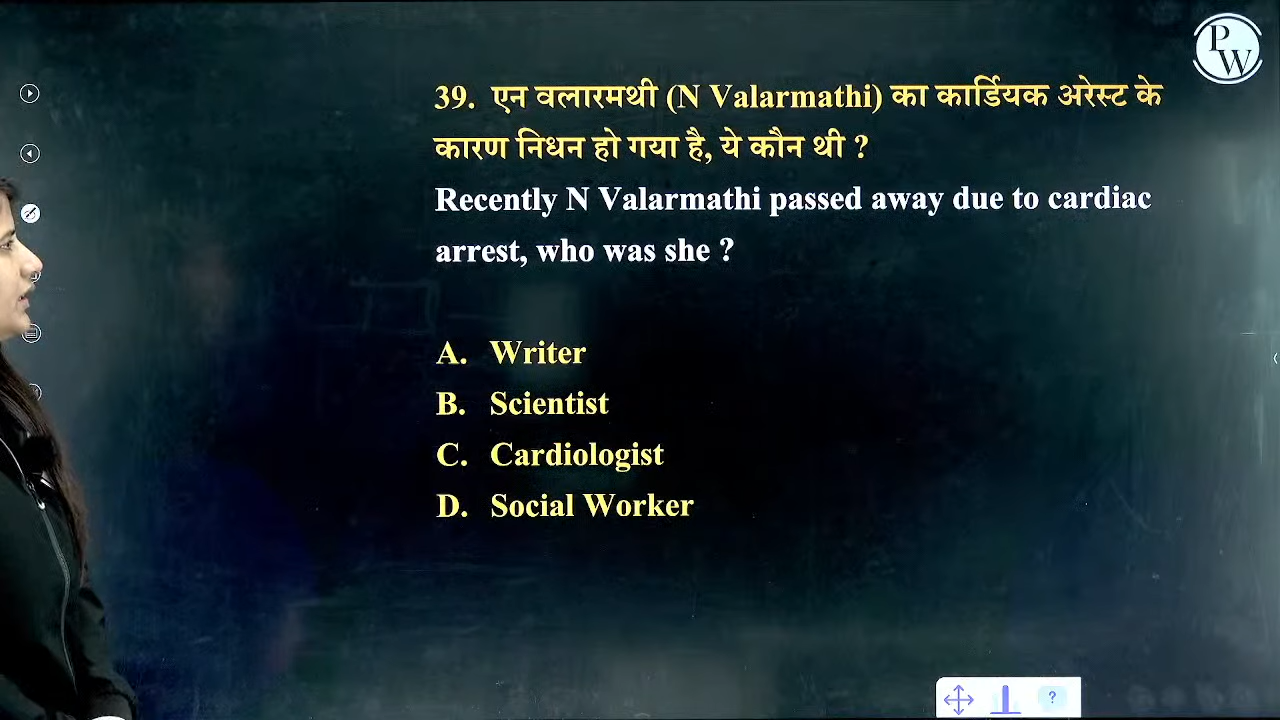 PW
39. एन वलारमथी (N Valarmathi) का कार्डियक अरेस्ट के
कारण निधन हो गया है, ये कौन थी ?
Recently N Valarmathi passed away due to cardiac
arrest, who was she ?
A. Writer
B. Scientist
C. Cardiologist
D. Social Worker
?